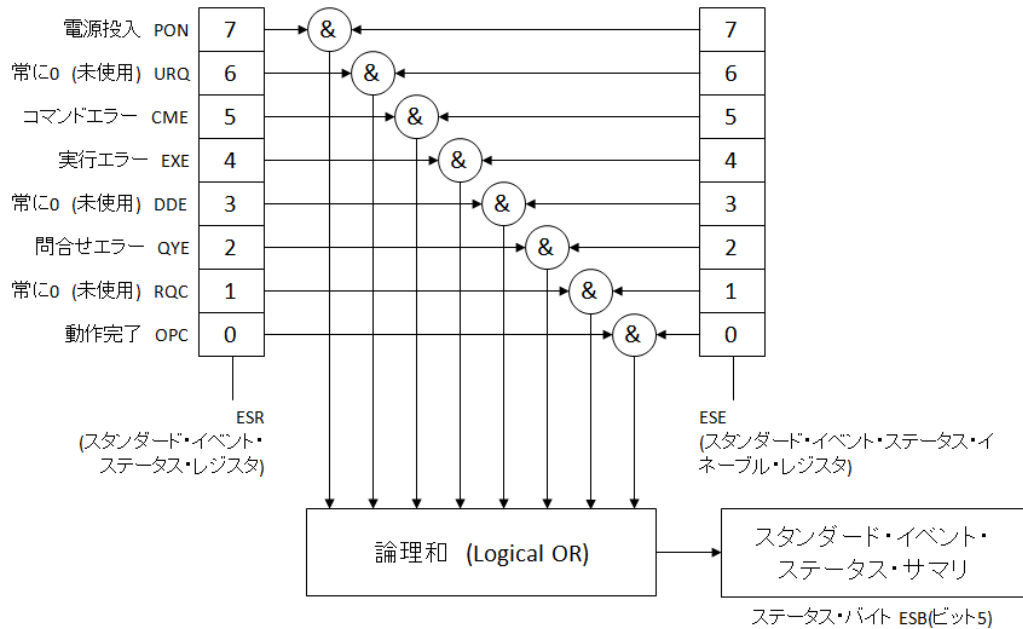 電源投入 PON 7 & 7
常に0 (未使用) URQ 6 & 6
コマンドエラー CME 5 & 5
実行エラー EXE 4 & 4
常に0 (未使用) DDE 3 & 3
問合せエラー QYE 2 & 2
常に0 (未使用) RQC 1 & 1
動作完了 OPC 0 & 0
ESR
(スタンダード・イベント・
ステータス・レジスタ)
ESE
(スタンダード・イベント・ステータス・イ
ネーブル・レジスタ)
論理和 (Logical OR)
スタンダード・イベント・
ステータス・サマリ
ステータス・バイト ESB(ビット5)